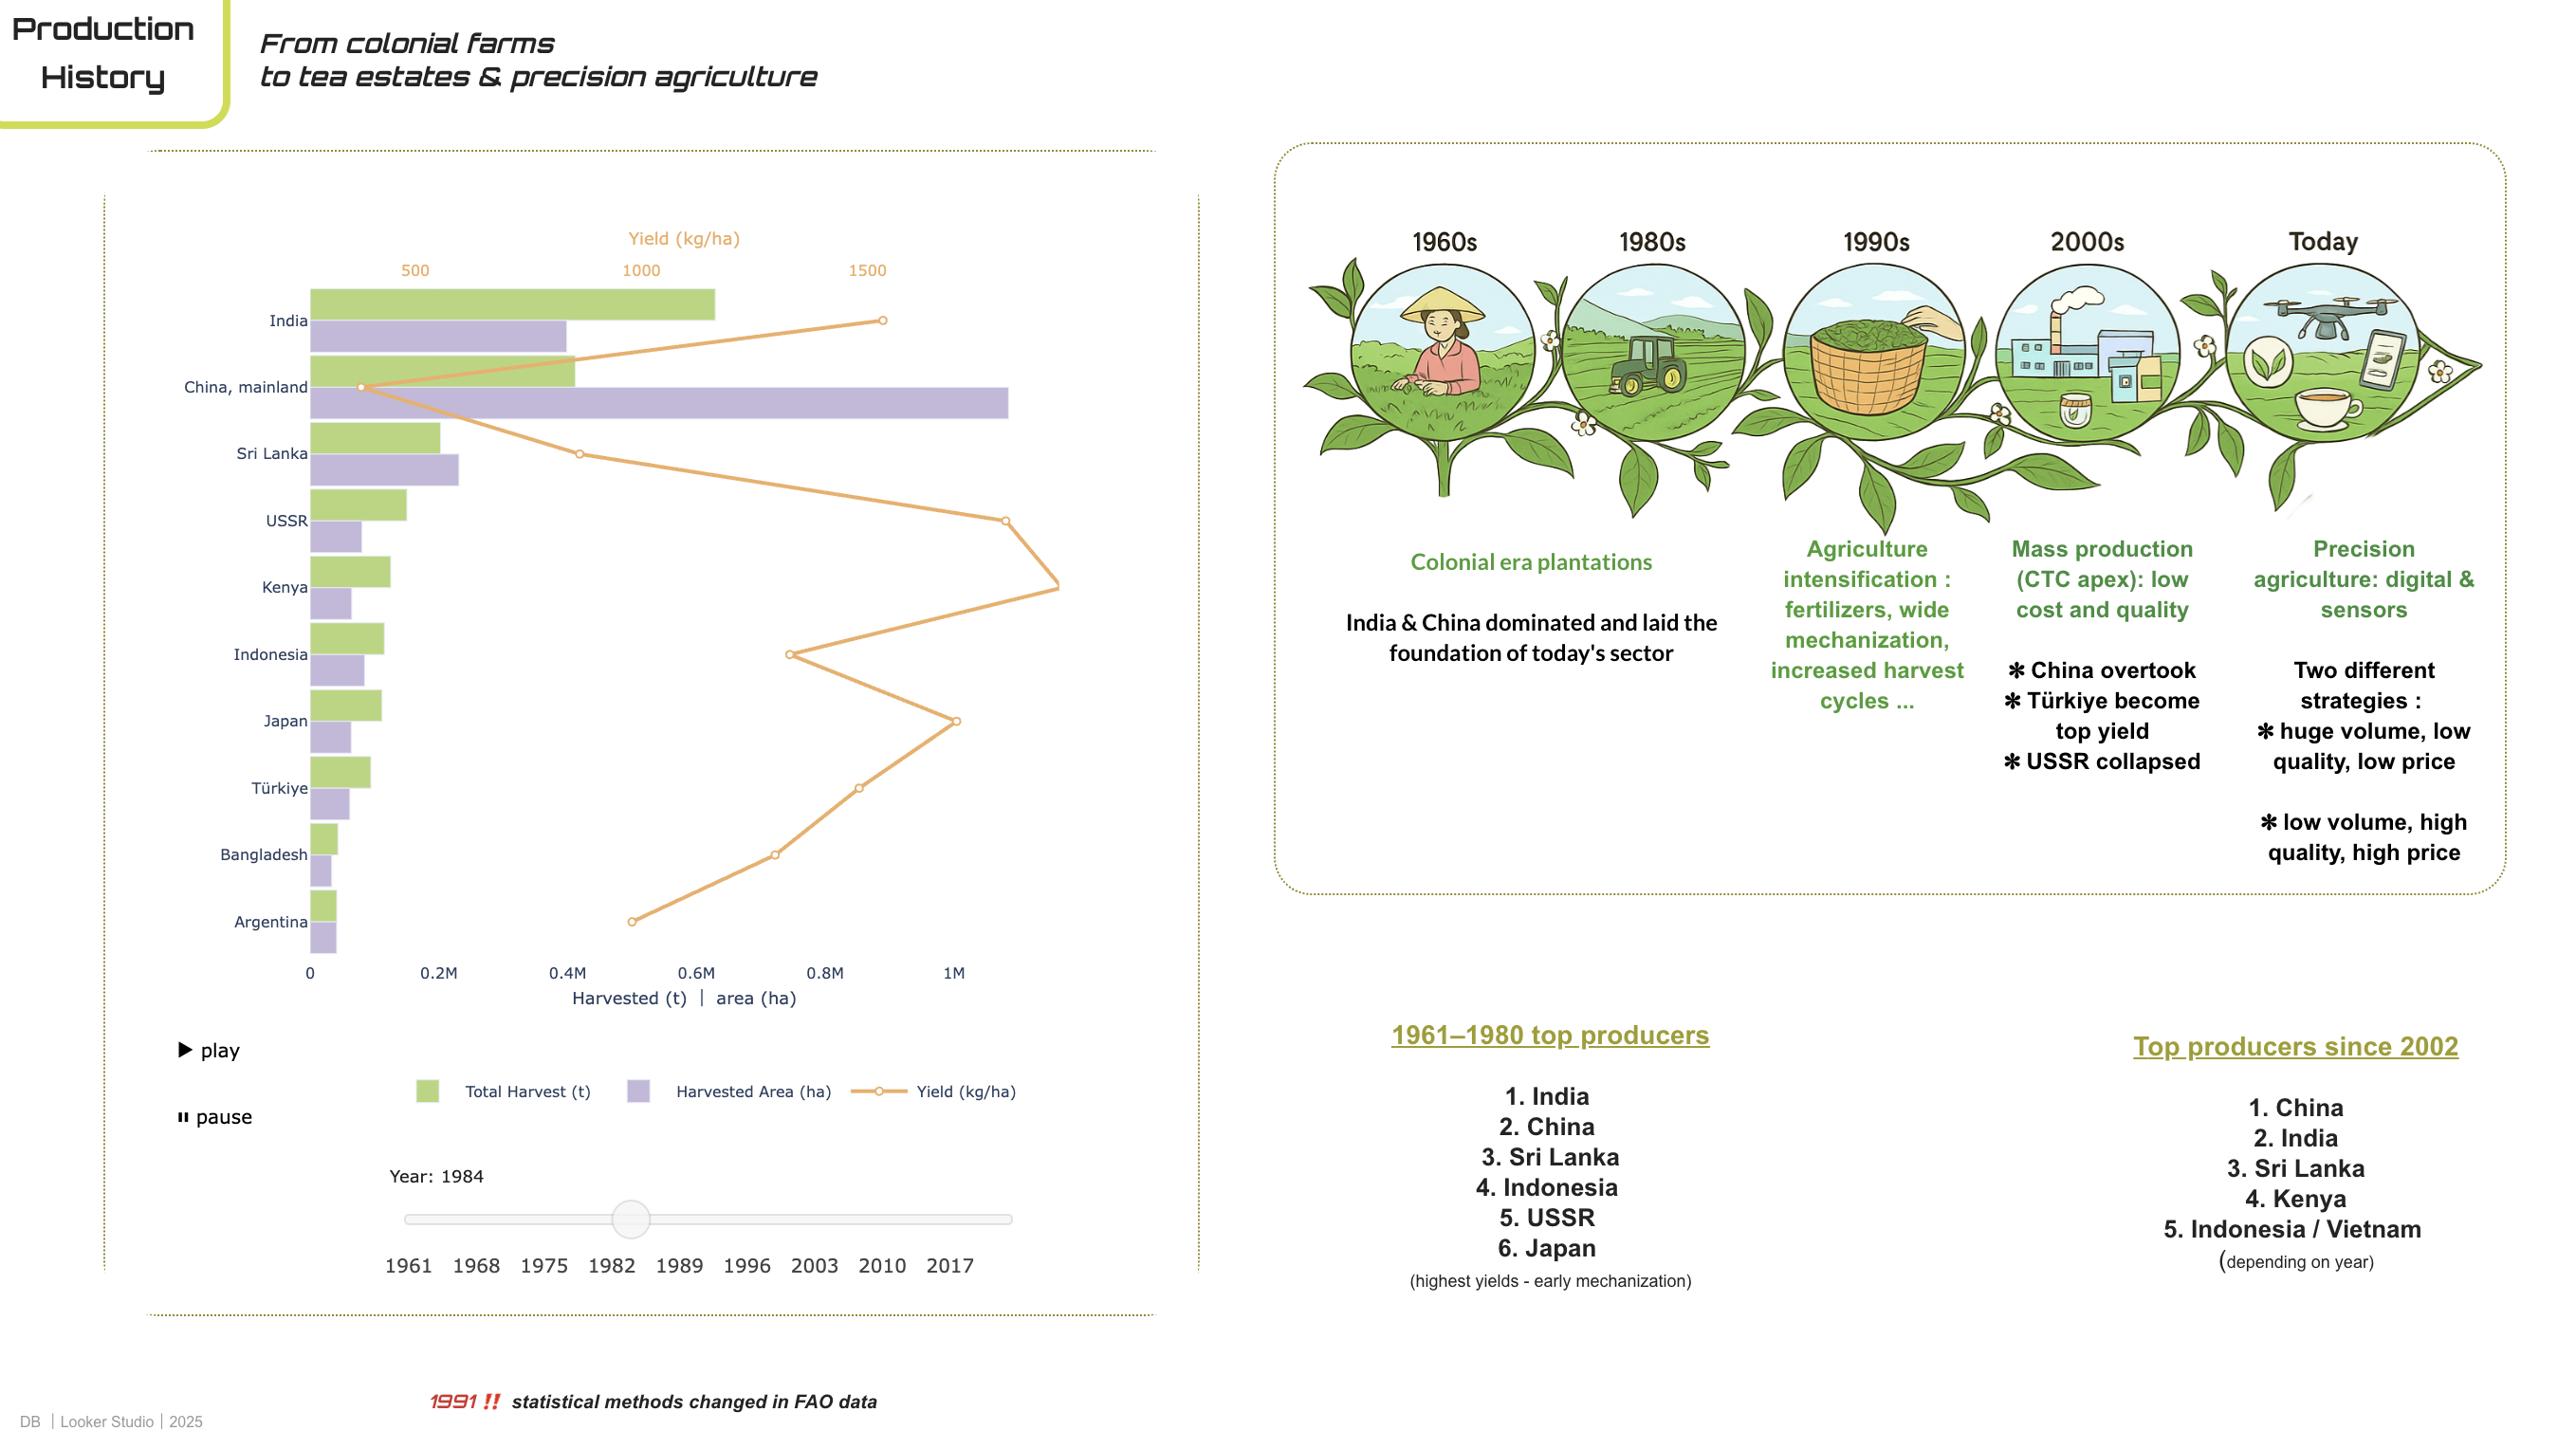 Production
History
From colonial farms
to tea estates & precision agriculture
Yield (kg/ha)
500 1000 1500
India
China, mainland
Sri Lanka
USSR
Kenya
Indonesia
Japan
Türkiye
Bangladesh
Argentina
0 0.2M 0.4M 0.6M 0.8M 1M
Harvested (t) | area (ha)
▶ play
⏸ pause
Total Harvest (t) Harvested Area (ha) Yield (kg/ha)
Year: 1984
1961 1968 1975 1982 1989 1996 2003 2010 2017
1991 !! statistical methods changed in FAO data
DB | Looker Studio | 2025
1960s 1980s 1990s 2000s Today
Colonial era plantations
India & China dominated and laid the
foundation of today's sector
Agriculture
intensification :
fertilizers, wide
mechanization,
increased harvest
cycles ...
Mass production
(CTC apex): low
cost and quality
✻ China overtook
✻ Türkiye become
top yield
✻ USSR collapsed
Precision
agriculture: digital &
sensors
Two different
strategies :
✻ huge volume, low
quality, low price
✻ low volume, high
quality, high price
1961–1980 top producers
1. India
2. China
3. Sri Lanka
4. Indonesia
5. USSR
6. Japan
(highest yields - early mechanization)
Top producers since 2002
1. China
2. India
3. Sri Lanka
4. Kenya
5. Indonesia / Vietnam
(depending on year)